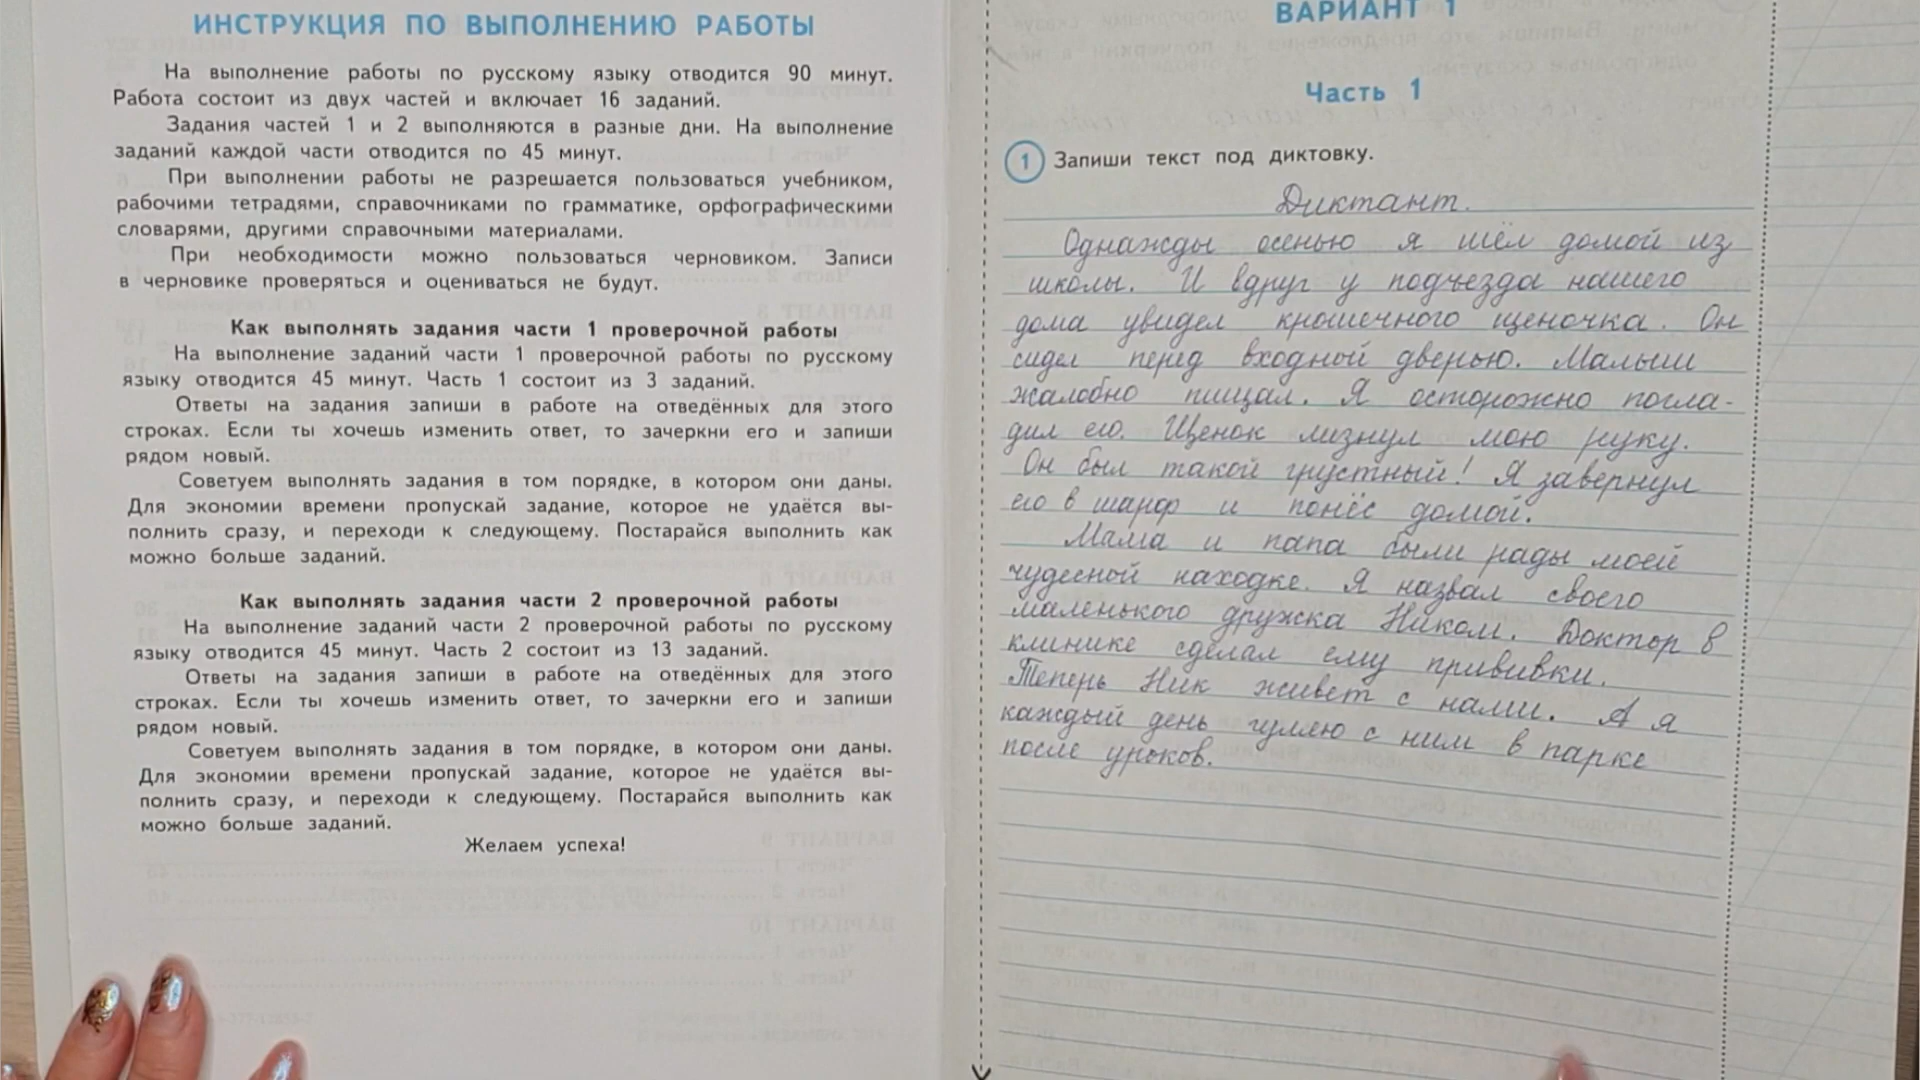 ИНСТРУКЦИЯ ПО ВЫПОЛНЕНИЮ РАБОТЫ
На выполнение работы по русскому языку отводится 90 минут.
Работа состоит из двух частей и включает 16 заданий.
Задания частей 1 и 2 выполняются в разные дни. На выполнение
заданий каждой части отводится по 45 минут.
При выполнении работы не разрешается пользоваться учебником,
рабочими тетрадями, справочниками по грамматике, орфографическими
словарями, другими справочными материалами.
При необходимости можно пользоваться черновиком. Записи
в черновике проверяться и оцениваться не будут.
Как выполнять задания части 1 проверочной работы
На выполнение заданий части 1 проверочной работы по русскому
языку отводится 45 минут. Часть 1 состоит из 3 заданий.
Ответы на задания запиши в работе на отведённых для этого
строках. Если ты хочешь изменить ответ, то зачеркни его и запиши
рядом новый.
Советуем выполнять задания в том порядке, в котором они даны.
Для экономии времени пропускай задание, которое не удаётся вы-
полнить сразу, и переходи к следующему. Постарайся выполнить как
можно больше заданий.
Как выполнять задания части 2 проверочной работы
На выполнение заданий части 2 проверочной работы по русскому
языку отводится 45 минут. Часть 2 состоит из 13 заданий.
Ответы на задания запиши в работе на отведённых для этого
строках. Если ты хочешь изменить ответ, то зачеркни его и запиши
рядом новый.
Советуем выполнять задания в том порядке, в котором они даны.
Для экономии времени пропускай задание, которое не удаётся вы-
полнить сразу, и переходи к следующему. Постарайся выполнить как
можно больше заданий.
Желаем успеха!
ВАРИАНТ 1
Часть 1
1 Запиши текст под диктовку.
Диктант.
Однажды осенью я шёл домой из
школы. И вдруг у подъезда нашего
дома увидел крошечного щеночка. Он
сидел перед входной дверью. Малыш
жалобно пищал. Я осторожно погла-
дил его. Щенок лизнул мою руку.
Он был такой грустный! Я завернул
его в шарф и понёс домой.
Мама и папа были рады моей
чудесной находке. Я назвал своего
маленького дружка Ником. Доктор в
клинике сделал ему прививки.
Теперь Ник живет с нами. А я
каждый день гуляю с ним в парке
после уроков.